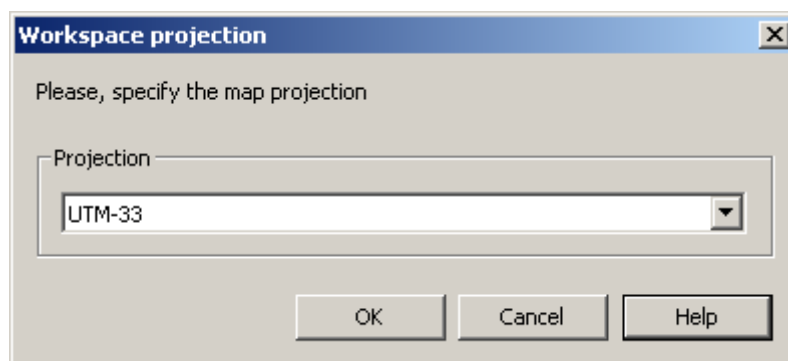 Workspace projection
Please, specify the map projection
Projection
UTM-33
OK Cancel Help